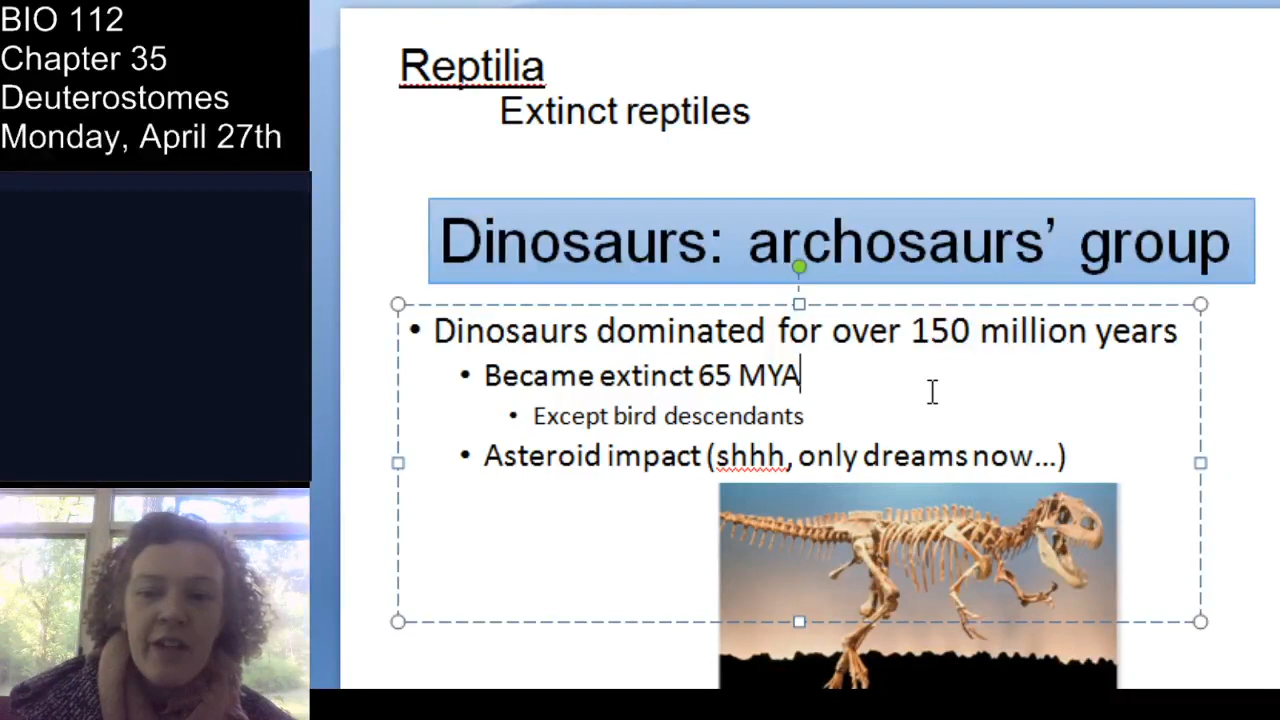 BIO 112
Chapter 35
Deuterostomes
Monday, April 27th
Reptilia
Extinct reptiles
Dinosaurs: archosaurs’ group
• Dinosaurs dominated for over 150 million years
• Became extinct 65 MYA
• Except bird descendants
• Asteroid impact (shhh, only dreams now...)